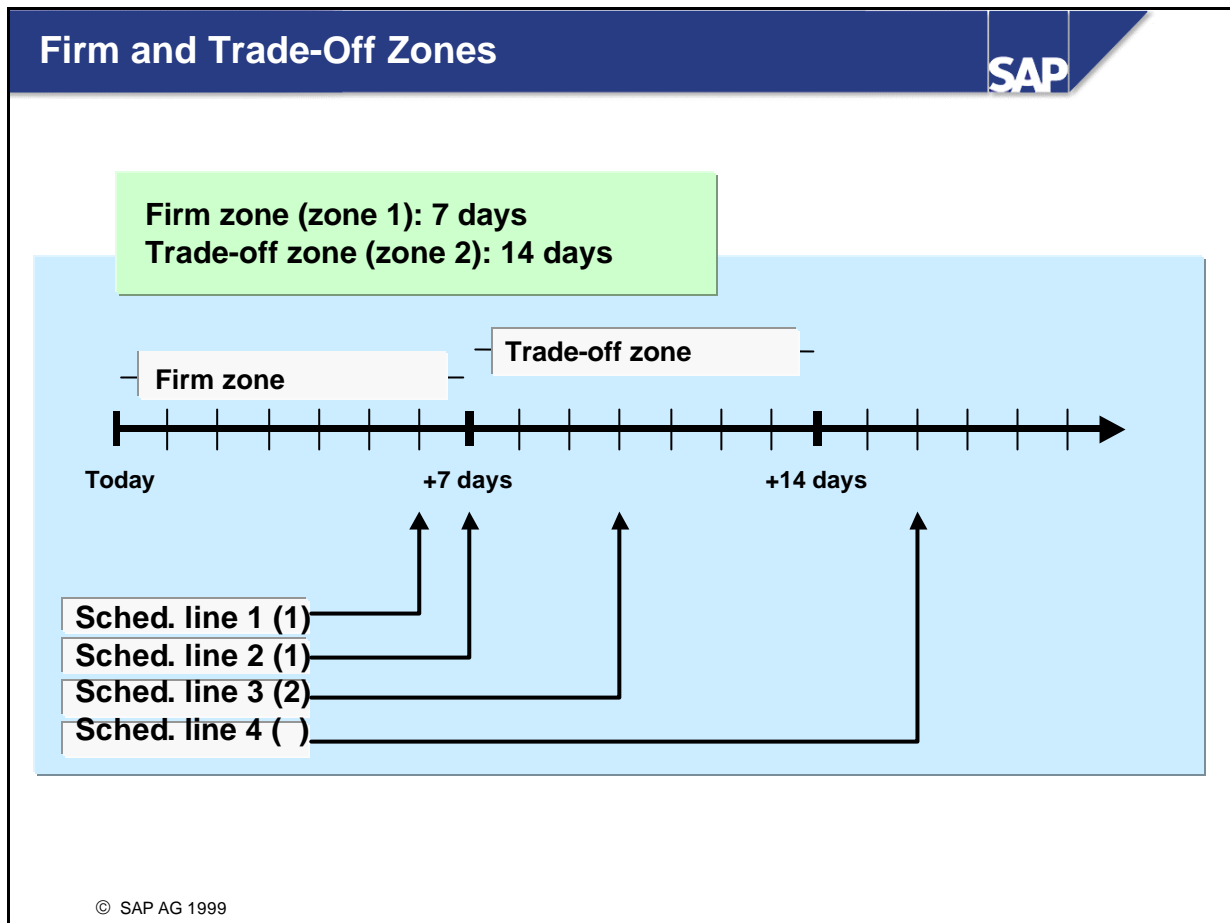 Firm and Trade-Off Zones
SAP
Firm zone (zone 1): 7 days
Trade-off zone (zone 2): 14 days
Trade-off zone
Firm zone
Today
+7 days
+14 days
Sched. line 1 (1)
Sched. line 2 (1)
Sched. line 3 (2)
Sched. line 4 ( )
© SAP AG 1999